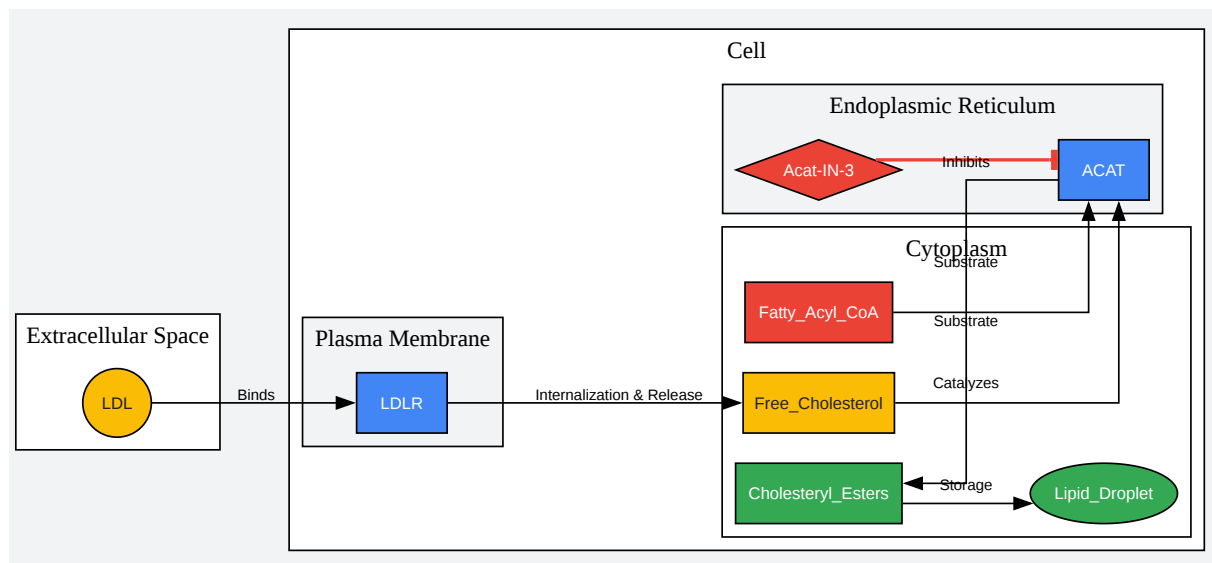 Cell
Endoplasmic Reticulum
Acat-IN-3
Inhibits
ACAT
Cytoplasm
Substrate
Fatty_Acyl_CoA
Substrate
Extracellular Space
LDL
Binds
Plasma Membrane
LDLR
Internalization & Release
Free_Cholesterol
Catalyzes
Cholesteryl_Esters
Storage
Lipid_Droplet